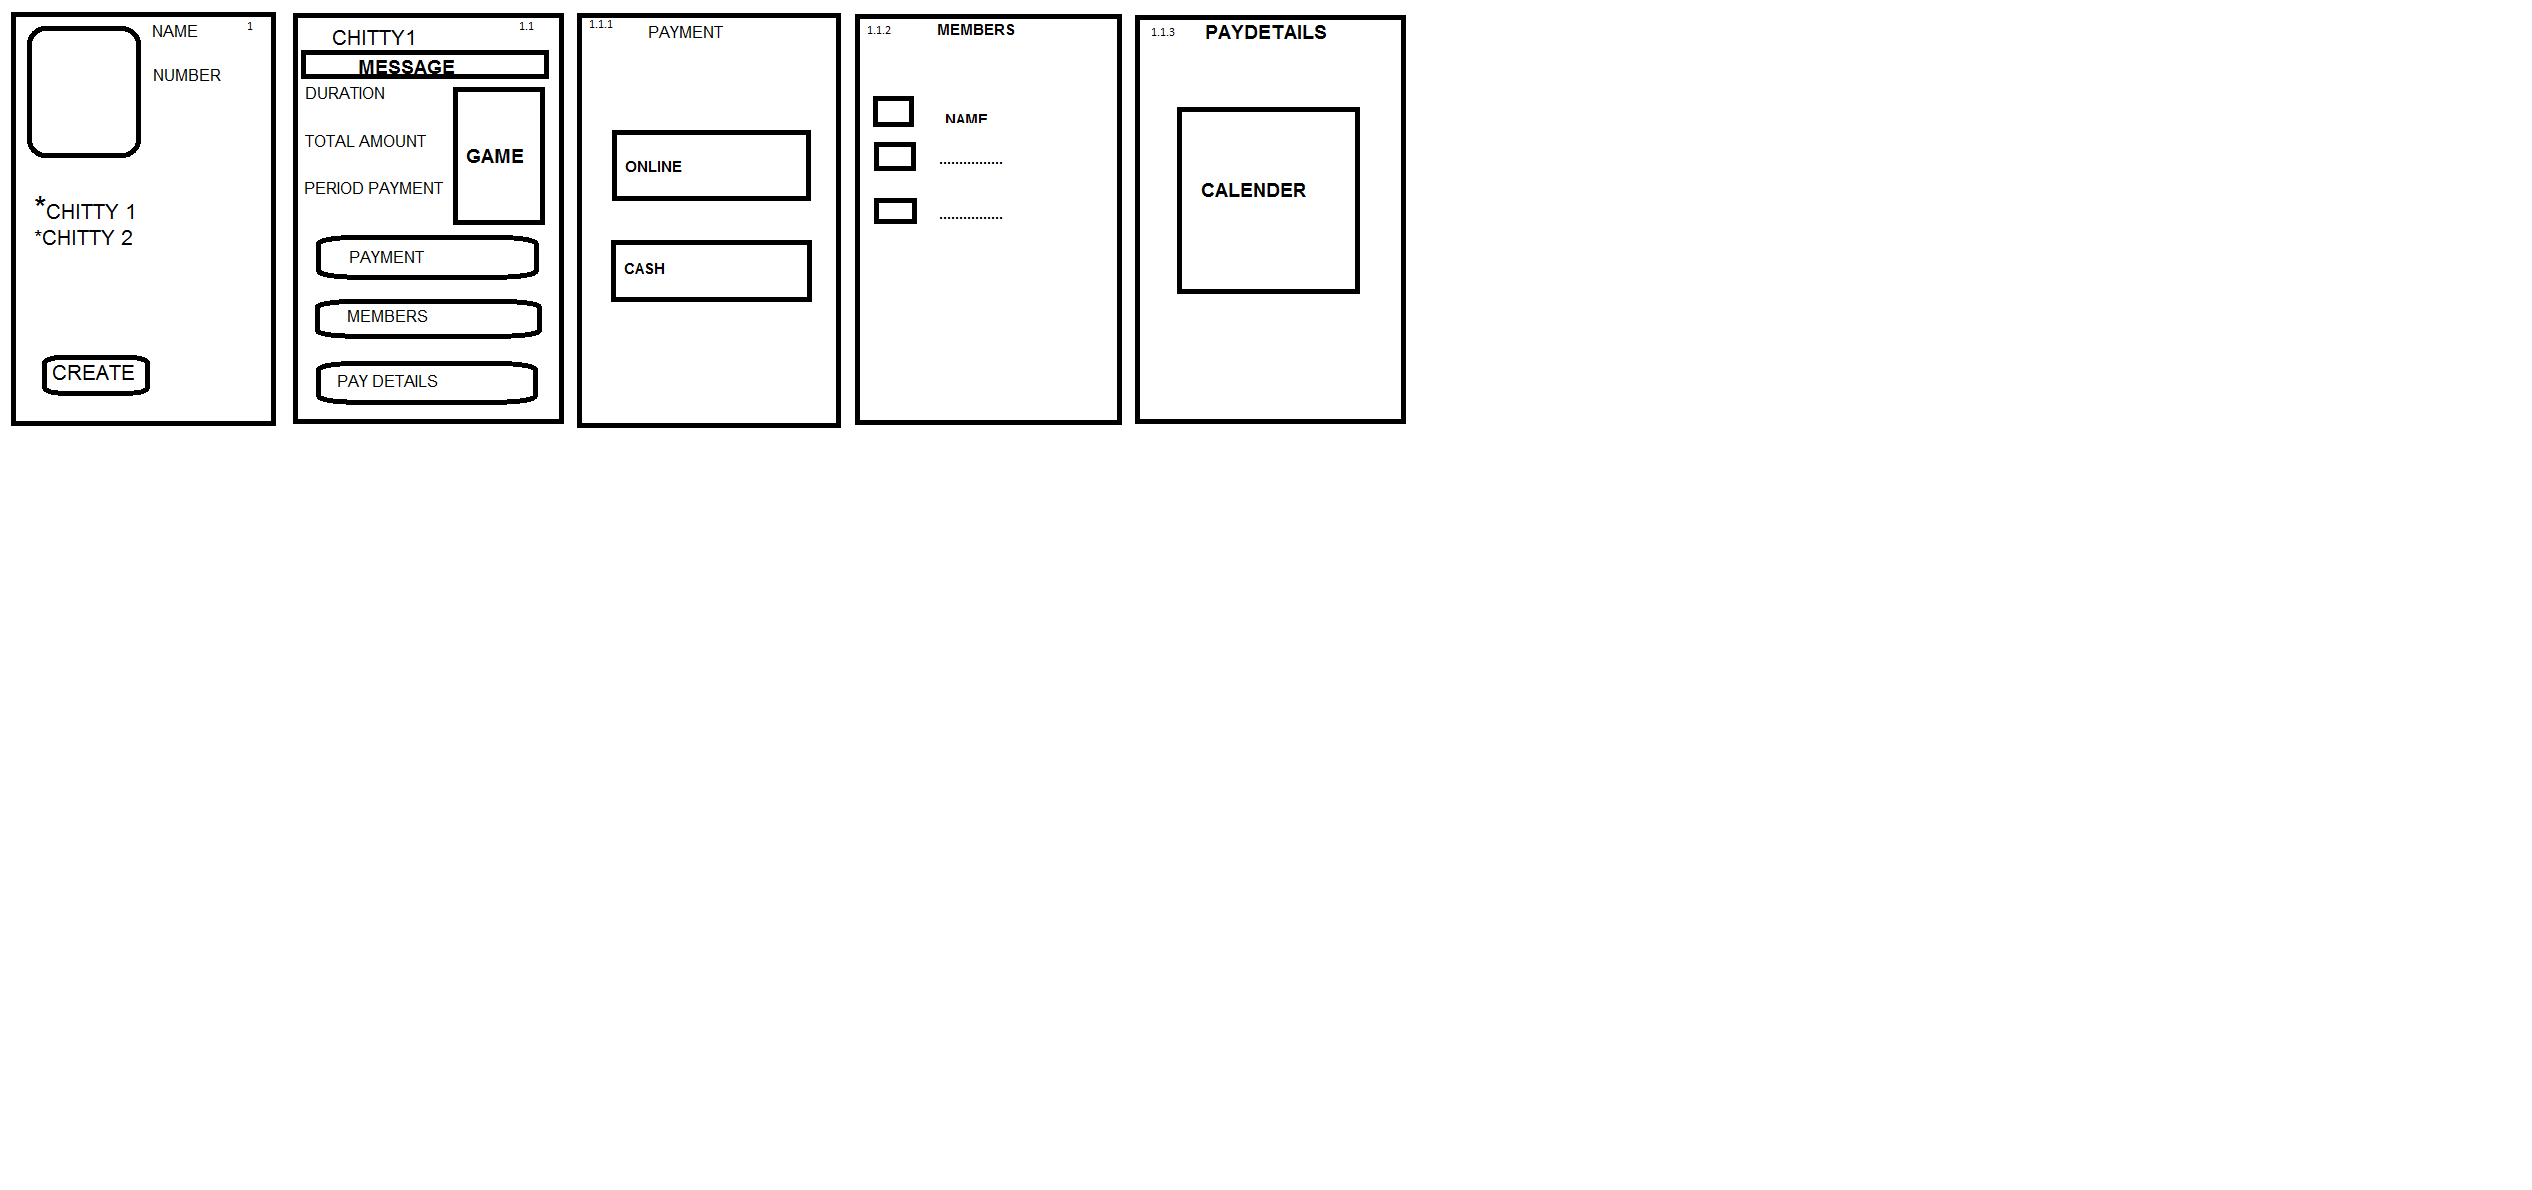 NAME
1
NUMBER
*CHITTY 1
*CHITTY 2
CREATE
CHITTY1
1.1
MESSAGE
DURATION
TOTAL AMOUNT
GAME
PERIOD PAYMENT
PAYMENT
MEMBERS
PAY DETAILS
1.1.1
PAYMENT
ONLINE
CASH
1.1.2
MEMBERS
NAME
................
................
1.1.3
PAYDETAILS
CALENDER